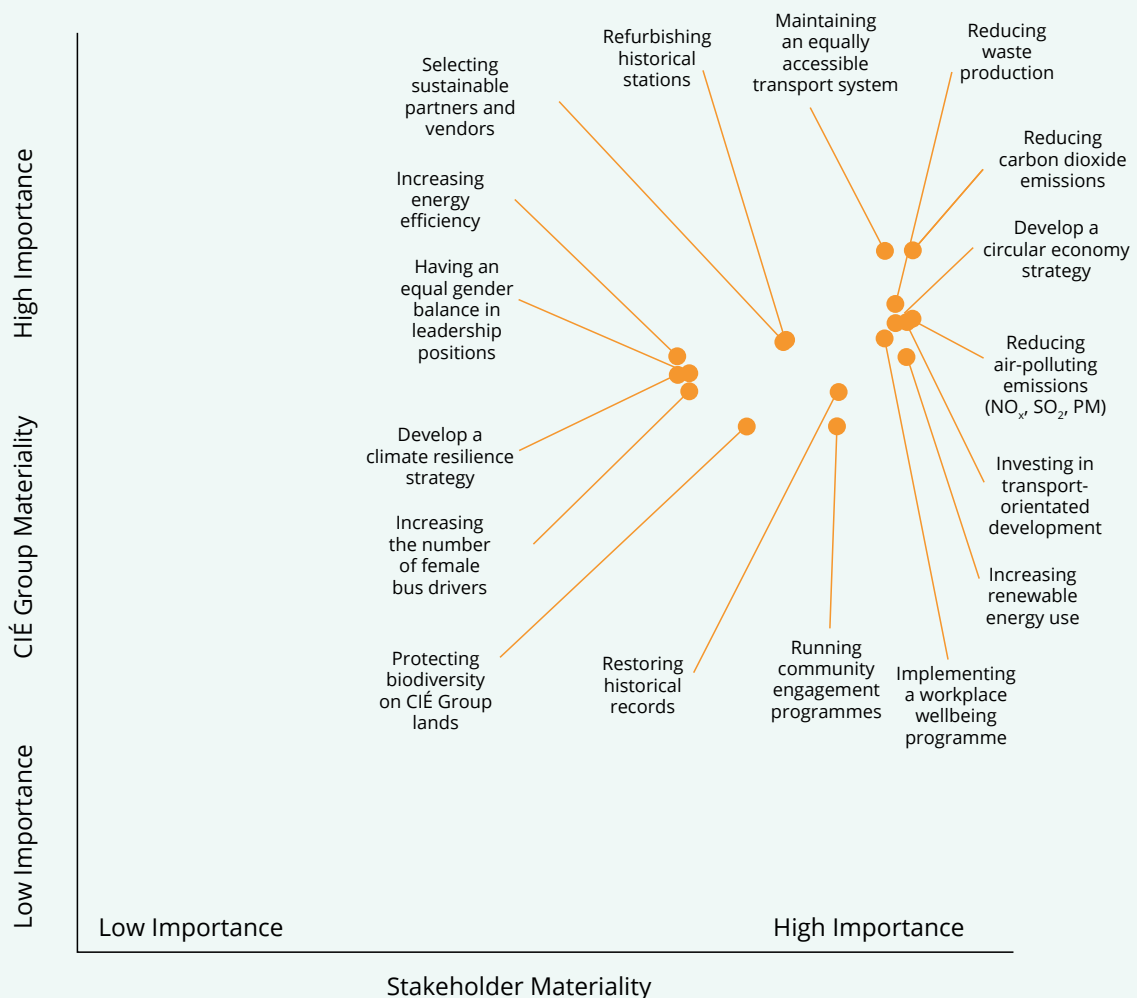 Refurbishing
historical
stations
Maintaining
an equally
accessible
transport system
Reducing
waste
production
Selecting
sustainable
partners and
vendors
Reducing
carbon dioxide
emissions
Increasing
energy
efficiency
Develop a
circular economy
strategy
Having an
equal gender
balance in
leadership
positions
Reducing
air-polluting
emissions
(NOx, SO2, PM)
Develop a
climate resilience
strategy
Investing in
transport-
orientated
development
Increasing
the number
of female
bus drivers
Increasing
renewable
energy use
Protecting
biodiversity
on CIÉ Group
lands
Restoring
historical
records
Running
community
engagement
programmes
Implementing
a workplace
wellbeing
programme
High Importance
CIÉ Group Materiality
Low Importance
Low Importance
High Importance
Stakeholder Materiality